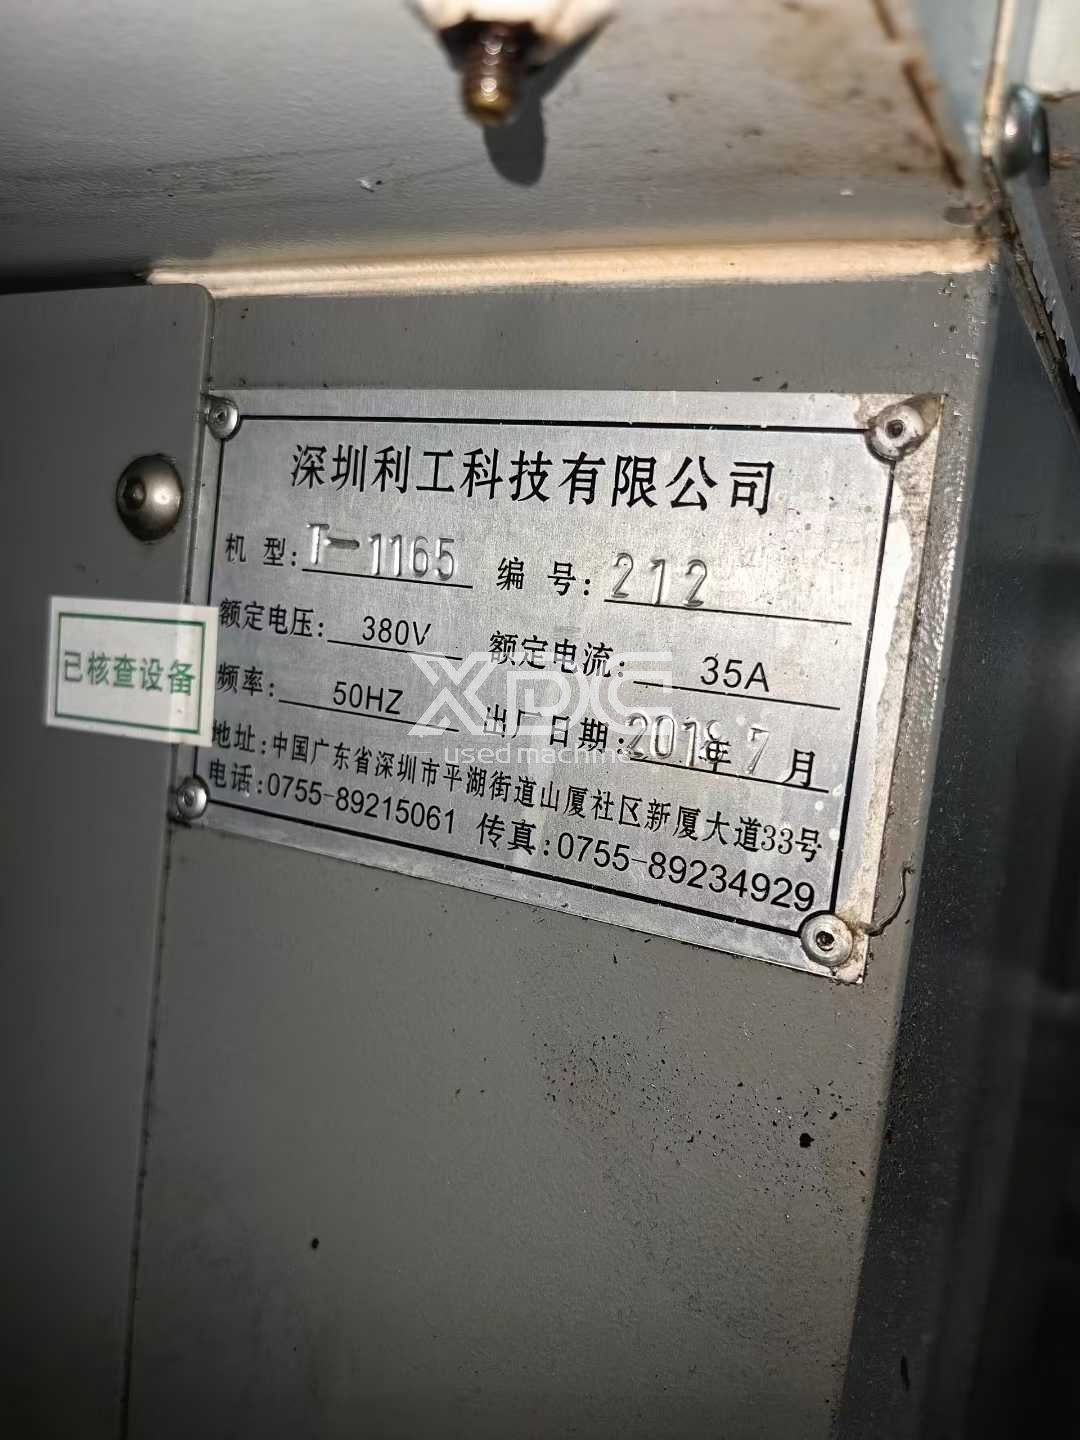 深圳利工科技有限公司
机 型: T-1165 编 号: 212
额定电压: 380V 额定电流: 35A
频率: 50HZ 出厂日期: 2018年 7 月
地址:中国广东省深圳市平湖街道山厦社区新厦大道33号
电话:0755-89215061 传真:0755-89234929
已核查设备
XDC
used machine